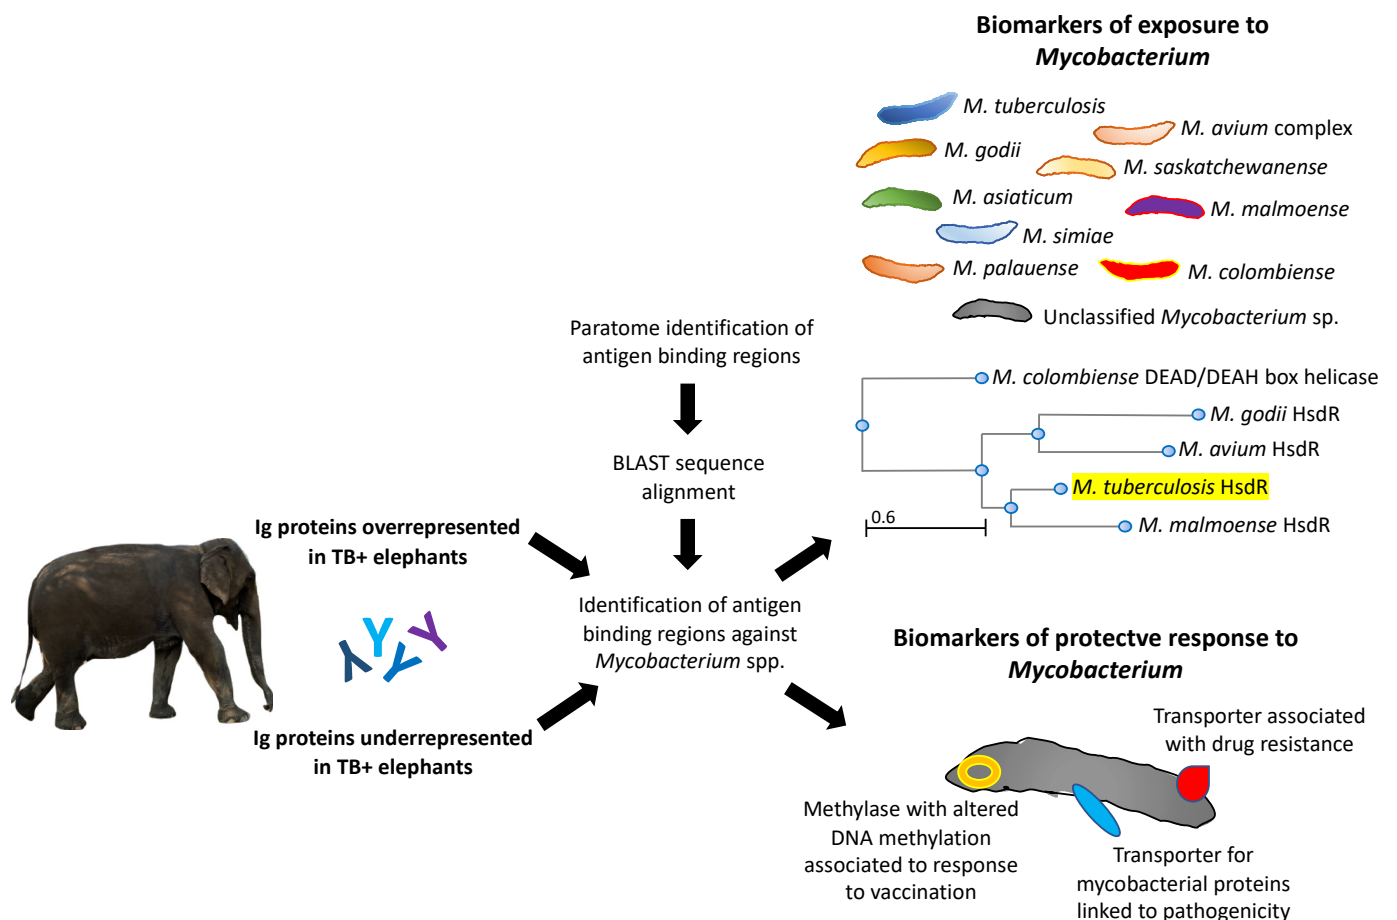 Biomarkers of exposure to
Mycobacterium
M. tuberculosis
M. avium complex
M. godii
M. saskatchewanense
M. asiaticum
M. malmoense
M. simiae
M. palauense
M. colombiense
Unclassified Mycobacterium sp.
Paratome identification of
antigen binding regions
BLAST sequence
alignment
Ig proteins overrepresented
in TB+ elephants
Identification of antigen
binding regions against
Mycobacterium spp.
Ig proteins underrepresented
in TB+ elephants
M. colombiense DEAD/DEAH box helicase
M. godii HsdR
M. avium HsdR
M. tuberculosis HsdR
M. malmoense HsdR
0.6
Biomarkers of protectve response to
Mycobacterium
Transporter associated
with drug resistance
Methylase with altered
DNA methylation
associated to response
to vaccination
Transporter for
mycobacterial proteins
linked to pathogenicity